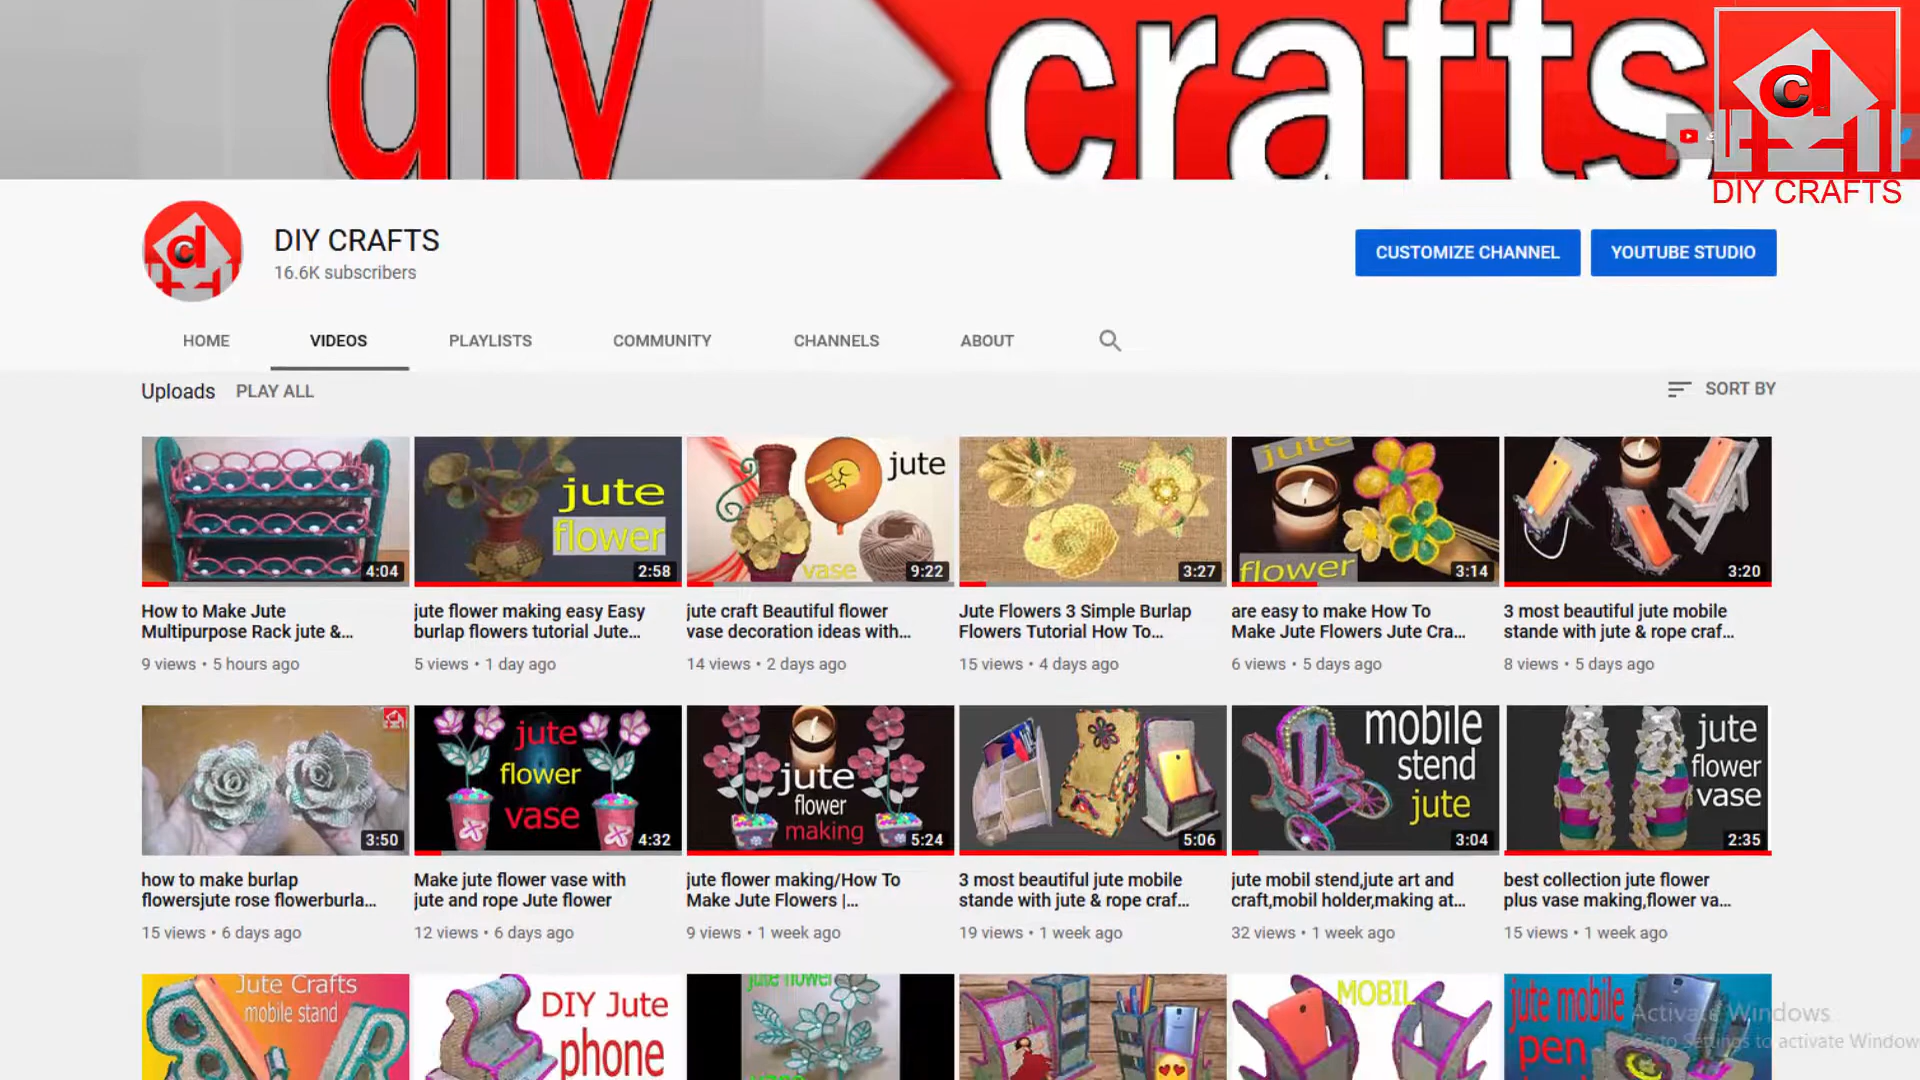 diy crafts
DIY CRAFTS
DIY CRAFTS
16.6K subscribers
CUSTOMIZE CHANNEL
YOUTUBE STUDIO
HOME
VIDEOS
PLAYLISTS
COMMUNITY
CHANNELS
ABOUT
Uploads
PLAY ALL
SORT BY
4:04
jute
flower
2:58
jute
vase
9:22
3:27
jute
flower
3:14
3:20
How to Make Jute
Multipurpose Rack jute &...
9 views • 5 hours ago
jute flower making easy Easy
burlap flowers tutorial Jute...
5 views • 1 day ago
jute craft Beautiful flower
vase decoration ideas with...
14 views • 2 days ago
Jute Flowers 3 Simple Burlap
Flowers Tutorial How To...
15 views • 4 days ago
are easy to make How To
Make Jute Flowers Jute Cra...
6 views • 5 days ago
3 most beautiful jute mobile
stande with jute & rope craf...
8 views • 5 days ago
3:50
jute
flower
vase
4:32
jute
flower
making
5:24
5:06
mobile
stend
jute
3:04
jute
flower
vase
2:35
how to make burlap
flowersjute rose flowerburla...
15 views • 6 days ago
Make jute flower vase with
jute and rope Jute flower
12 views • 6 days ago
jute flower making/How To
Make Jute Flowers |...
9 views • 1 week ago
3 most beautiful jute mobile
stande with jute & rope craf...
19 views • 1 week ago
jute mobil stend,jute art and
craft,mobil holder,making at...
32 views • 1 week ago
best collection jute flower
plus vase making,flower va...
15 views • 1 week ago
Jute Crafts
mobile stand
DIY Jute
phone
jute flower
MOBIL
jute mobile
pen
Activate Windows
Go to Settings to activate Window